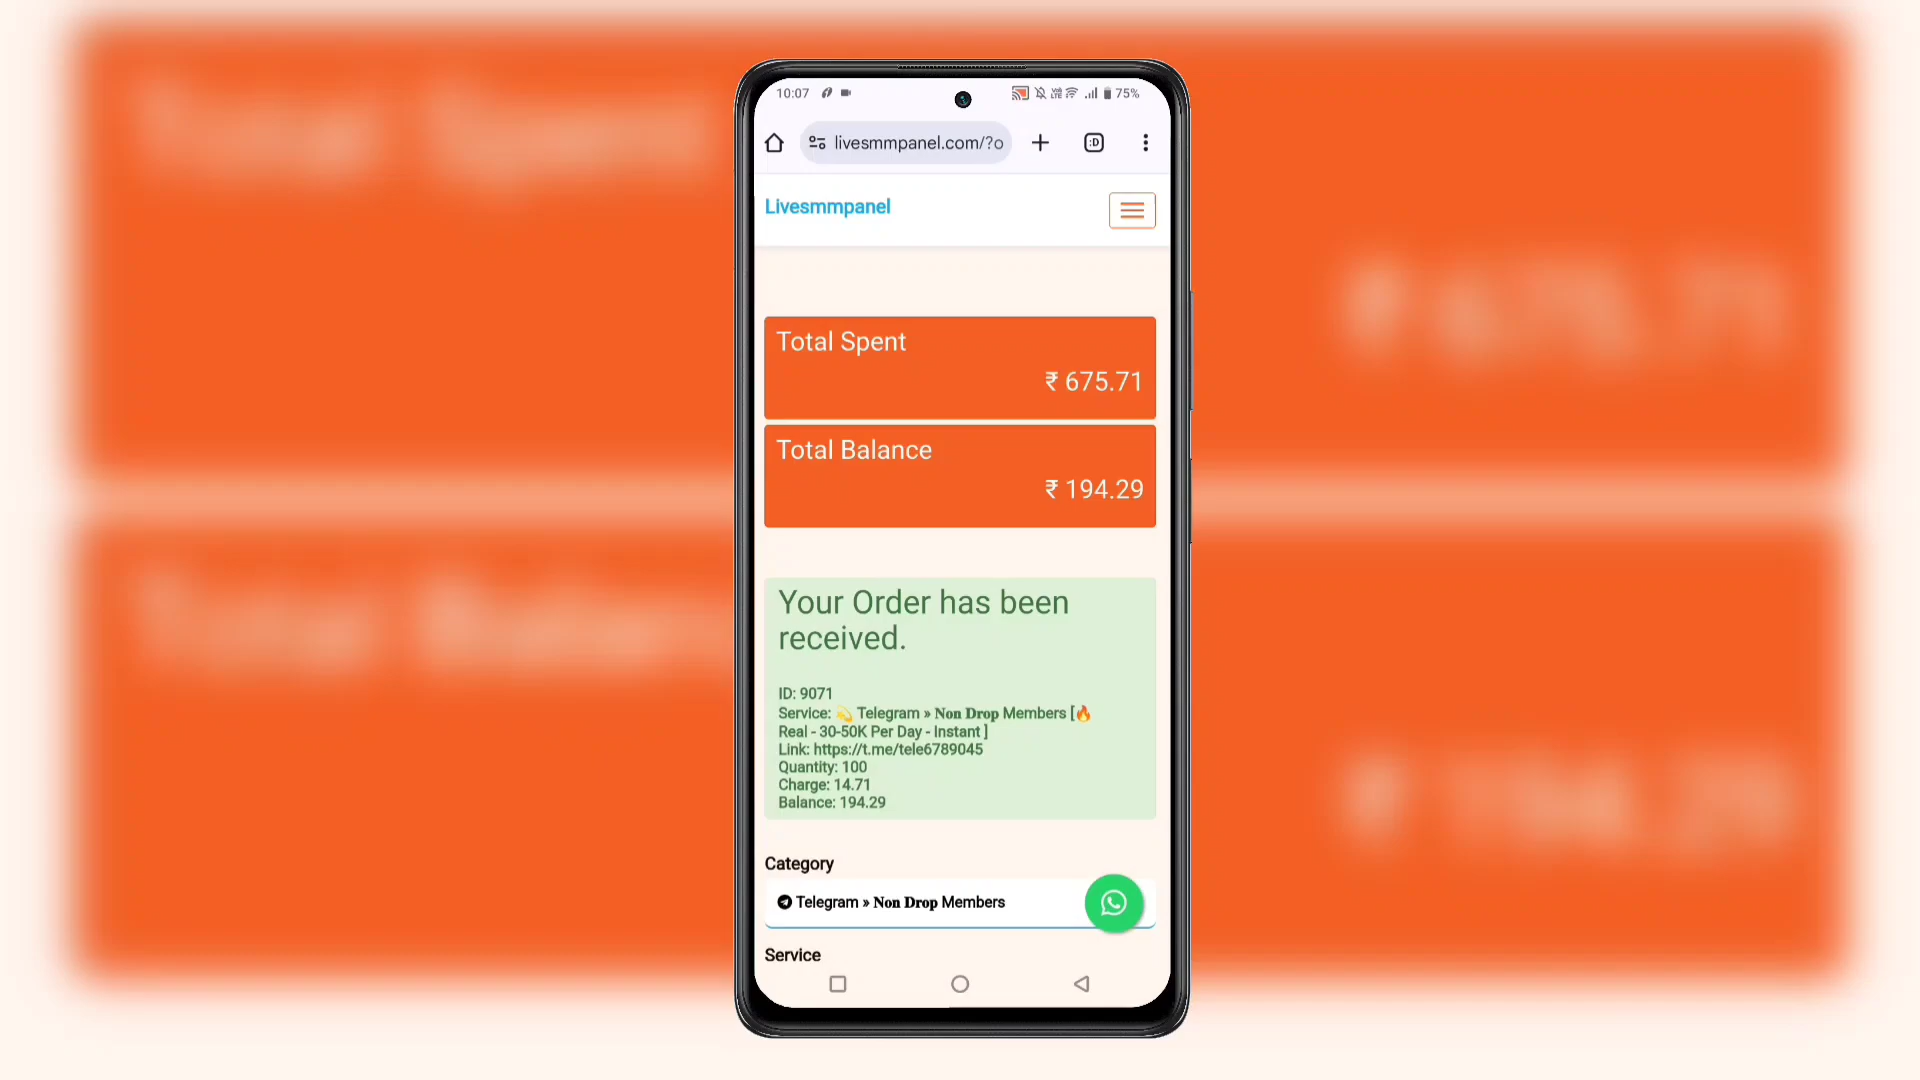 10:07
75%
livesmmpanel.com/?o
:D
Livesmmpanel
Total Spent
₹ 675.71
Total Balance
₹ 194.29
Your Order has been
received.
ID: 9071
Service: 💫 Telegram » 𝐍𝐨𝐧 𝐃𝐫𝐨𝐩 Members [🔥
Real - 30-50K Per Day - Instant ]
Link: https://t.me/tele6789045
Quantity: 100
Charge: 14.71
Balance: 194.29
Category
Telegram » 𝐍𝐨𝐧 𝐃𝐫𝐨𝐩 Members
Service